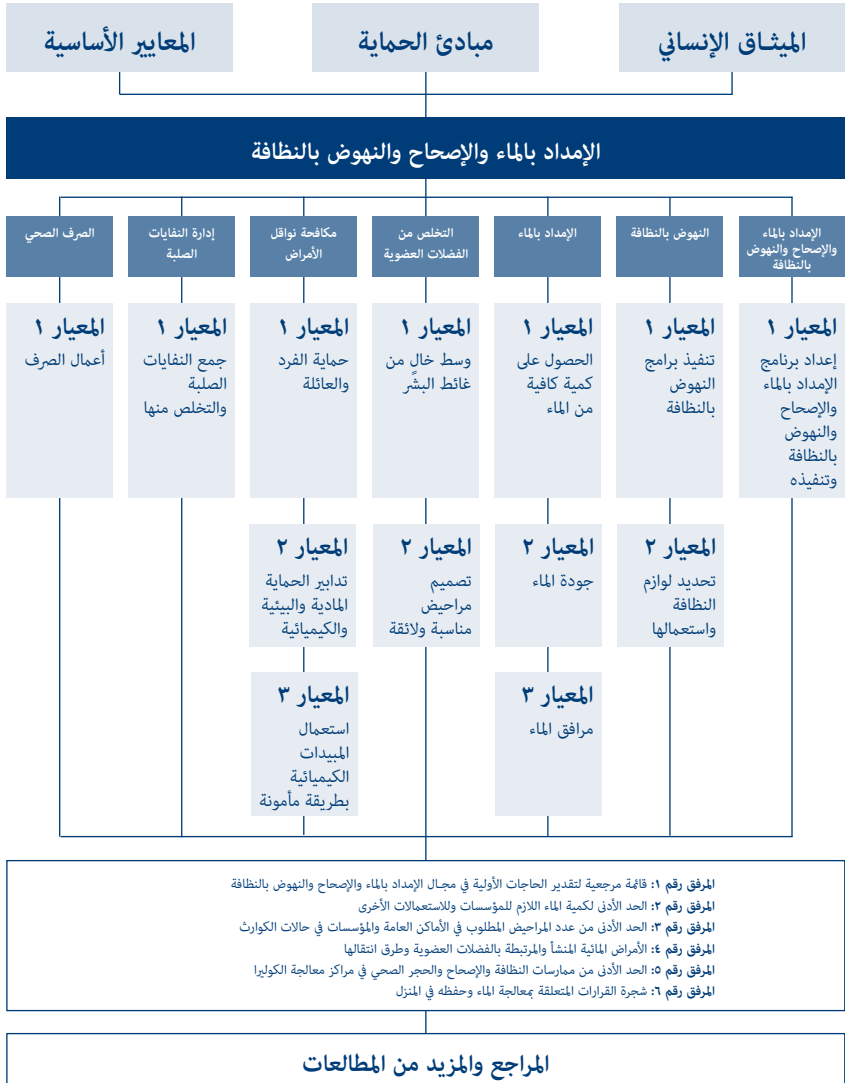 الميثاق الإنساني
مبادئ الحماية
المعايير الأساسية
الإمداد بالماء والإصحاح والنهوض بالنظافة
الإمداد بالماء
والإصحاح والنهوض
بالنظافة
النهوض بالنظافة
الإمداد بالماء
التخلص من
الفضلات العضوية
مكافحة نواقل
الأمراض
إدارة النفايات
الصلبة
الصرف الصحي
المعيار ١
إعداد برنامج
الإمداد بالماء
والإصحاح
والنهوض
بالنظافة
وتنفيذه
المعيار ١
تنفيذ برامج
النهوض
بالنظافة
المعيار ١
الحصول على
كمية كافية
من الماء
المعيار ١
وسط خالٍ من
غائط البشر
المعيار ١
حماية الفرد
والعائلة
المعيار ١
جمع النفايات
الصلبة
والتخلص منها
المعيار ١
أعمال الصرف
المعيار ٢
تحديد لوازم
النظافة
واستعمالها
المعيار ٢
جودة الماء
المعيار ٢
تصميم
مراحيض
مناسبة ولائقة
المعيار ٢
تدابير الحماية
المادية والبيئية
والكيميائية
المعيار ٣
مرافق الماء
المعيار ٣
استعمال
المبيدات
الكيميائية
بطريقة مأمونة
المرفق رقم ١: قائمة مرجعية لتقدير الحاجات الأولية في مجال الإمداد بالماء والإصحاح والنهوض بالنظافة
المرفق رقم ٢: الحد الأدنى لكمية الماء اللازم للمؤسسات وللاستعمالات الأخرى
المرفق رقم ٣: الحد الأدنى من عدد المراحيض المطلوب في الأماكن العامة والمؤسسات في حالات الكوارث
المرفق رقم ٤: الأمراض المائية المنشأ والمرتبطة بالفضلات العضوية وطرق انتقالها
المرفق رقم ٥: الحد الأدنى من ممارسات النظافة والإصحاح والحجر الصحي في مراكز معالجة الكوليرا
المرفق رقم ٦: شجرة القرارات المتعلقة بمعالجة الماء وحفظه في المنزل
المراجع والمزيد من المطالعات